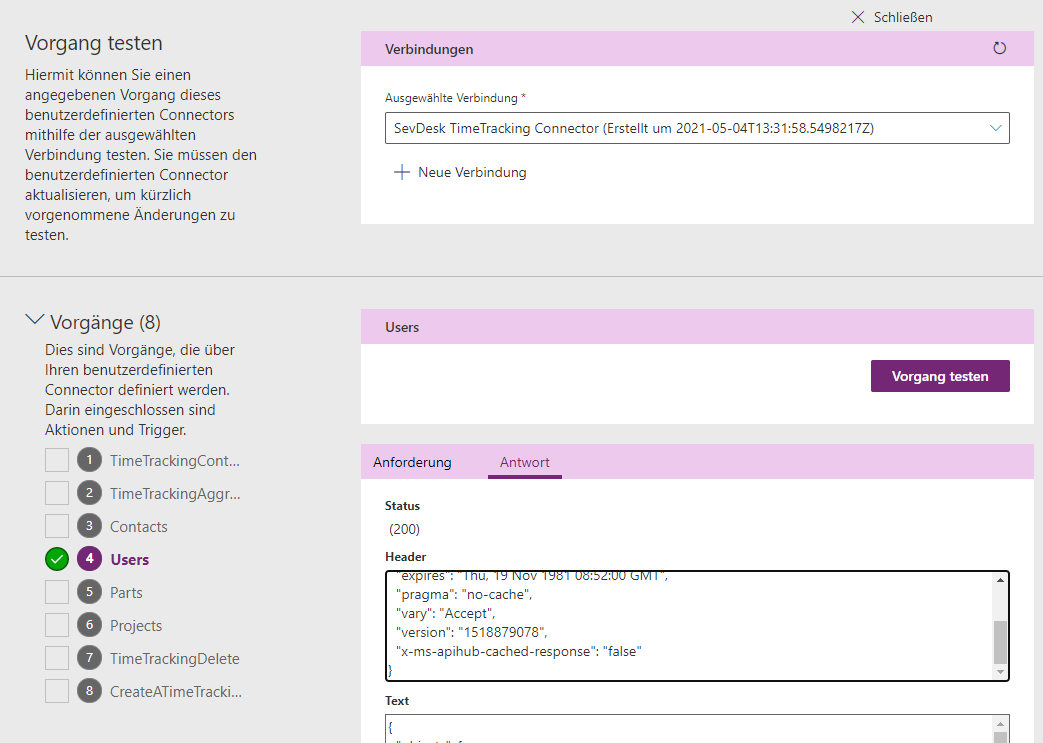 Schließen
Vorgang testen
Hiermit können Sie einen
angegebenen Vorgang dieses
benutzerdefinierten Connectors
mithilfe der ausgewählten
Verbindung testen. Sie müssen den
benutzerdefinierten Connector
aktualisieren, um kürzlich
vorgenommene Änderungen zu
testen.
Verbindungen
Ausgewählte Verbindung *
SevDesk TimeTracking Connector (Erstellt um 2021-05-04T13:31:58.5498217Z)
Neue Verbindung
Vorgänge (8)
Dies sind Vorgänge, die über
Ihren benutzerdefinierten
Connector definiert werden.
Darin eingeschlossen sind
Aktionen und Trigger.
1 TimeTrackingCont...
2 TimeTrackingAggr...
3 Contacts
4 Users
5 Parts
6 Projects
7 TimeTrackingDelete
8 CreateATimeTracki...
Users
Vorgang testen
Anforderung Antwort
Status
(200)
Header
"expires": "Thu, 19 Nov 1981 08:52:00 GMT",
"pragma": "no-cache",
"vary": "Accept",
"version": "1518879078",
"x-ms-apihub-cached-response": "false"
}
Text
{